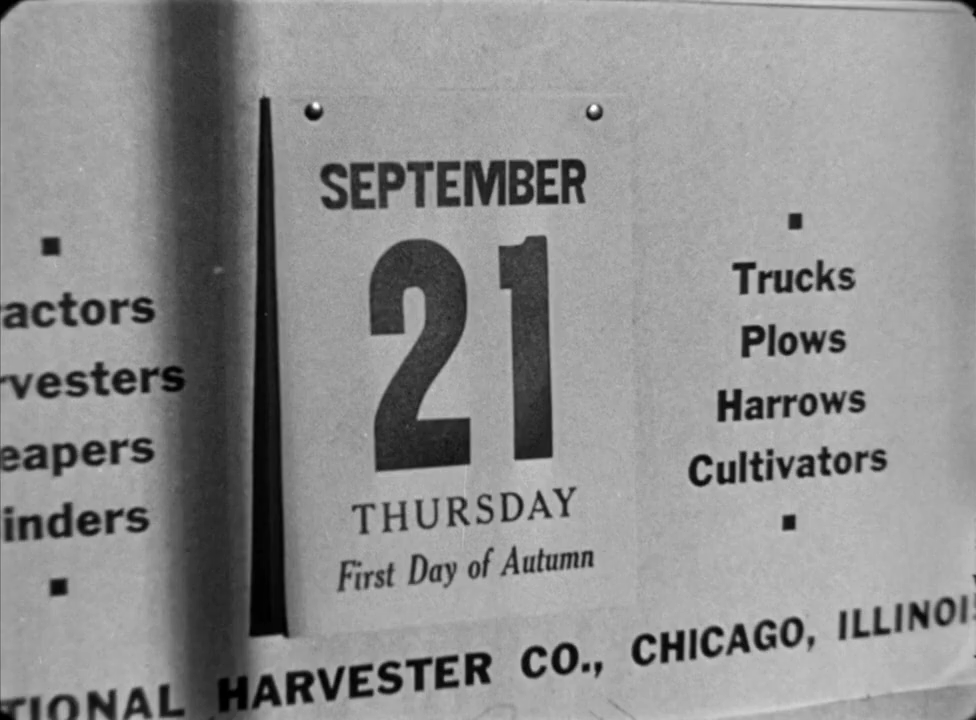 SEPTEMBER
21
THURSDAY
First Day of Autumn
actors
rvesters
eapers
inders
Trucks
Plows
Harrows
Cultivators
TIONAL HARVESTER CO., CHICAGO, ILLINOI